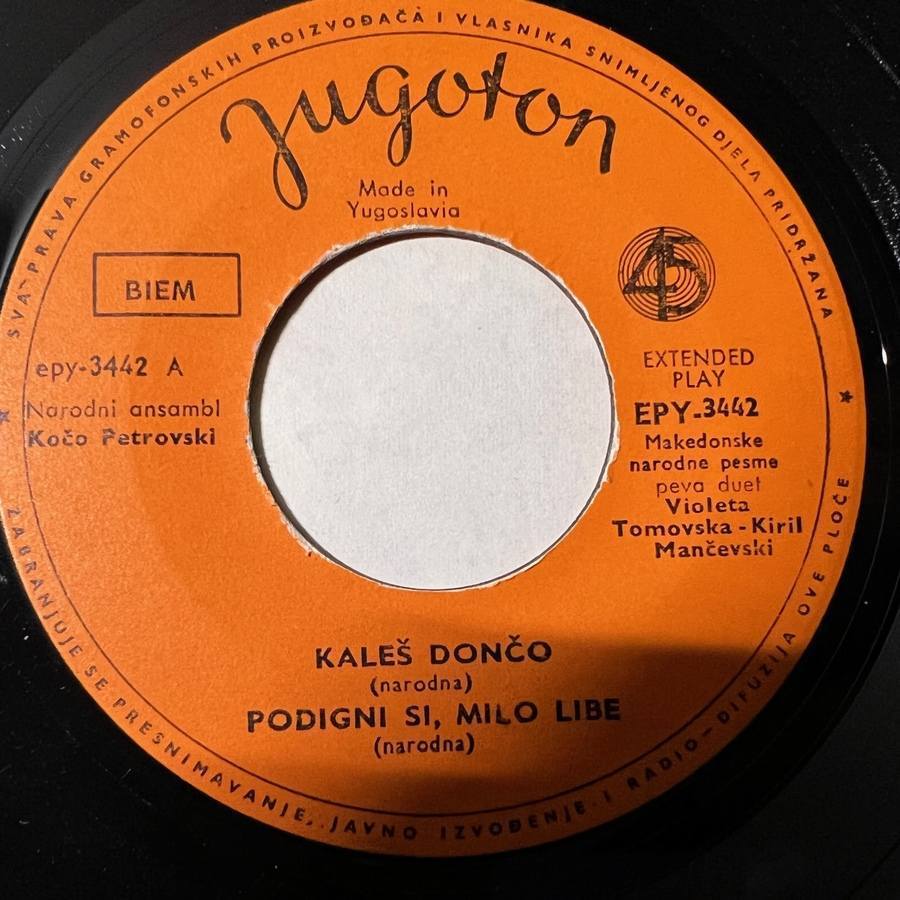 SVA PRAVA GRAMOFONSKIH PROIZVOĐAČA I VLASNIKA SNIMLJENOG DJELA PRIDRŽANA
Jugoton
Made in
Yugoslavia
BIEM
45
epy-3442 A
Narodni ansambl
Kočo Petrovski
EXTENDED
PLAY
EPY-3442
Makedonske
narodne pesme
peva duet
Violeta
Tomovska - Kiril
Mančevski
KALEŠ DONČO
(narodna)
PODIGNI SI, MILO LIBE
(narodna)
ZABRANJUJE SE PRESNIMAVANJE, JAVNO IZVOĐENJE I RADIO-DIFUZIJA OVE PLOČE